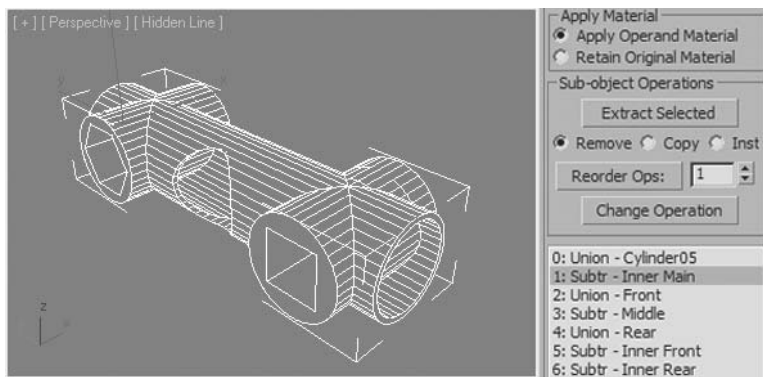 [ + ] [ Perspective ] [ Hidden Line ]
z
Apply Material
Apply Operand Material
Retain Original Material
Sub-object Operations
Extract Selected
Remove Copy Inst
Reorder Ops: 1
Change Operation
0: Union - Cylinder05
1: Subtr - Inner Main
2: Union - Front
3: Subtr - Middle
4: Union - Rear
5: Subtr - Inner Front
6: Subtr - Inner Rear